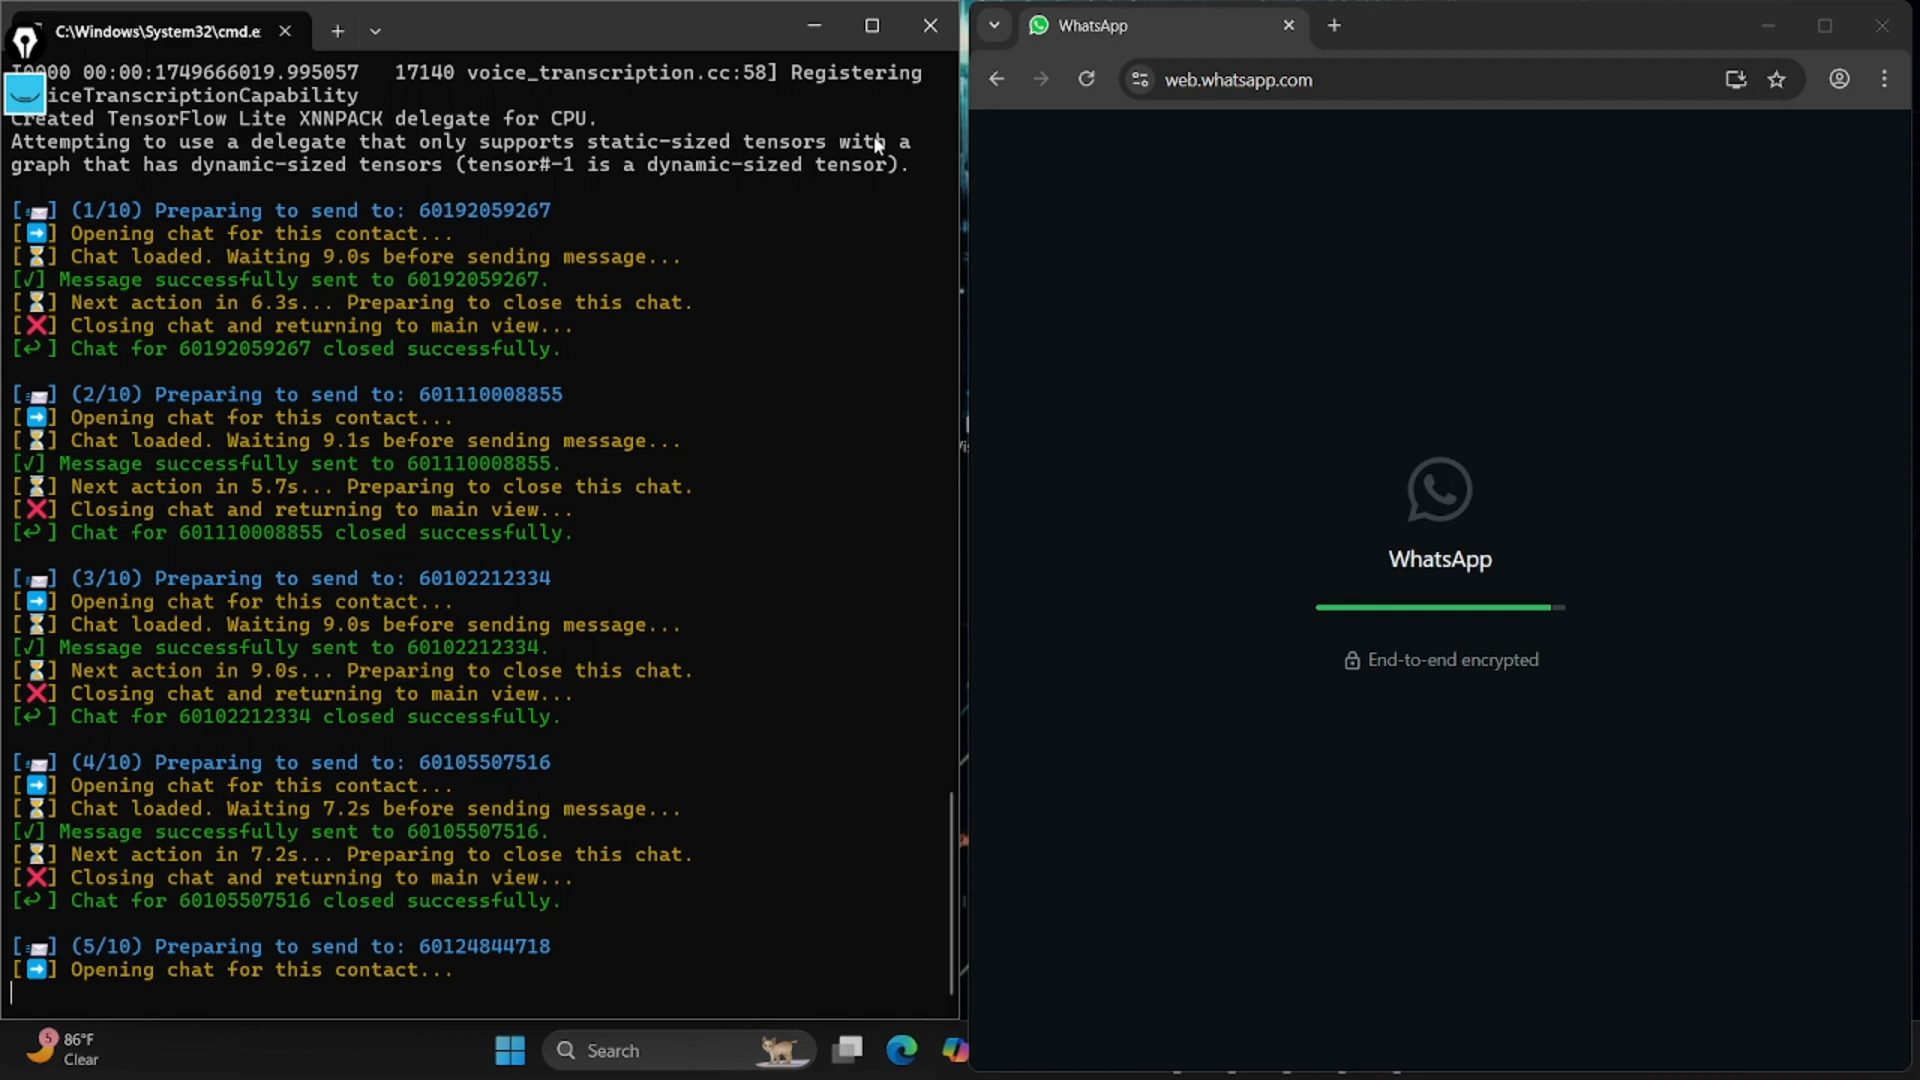 C:\Windows\System32\cmd.e
I0000 00:00:1749666019.995057   17140 voice_transcription.cc:58] Registering
iceTranscriptionCapability
Created TensorFlow Lite XNNPACK delegate for CPU.
Attempting to use a delegate that only supports static-sized tensors with a
graph that has dynamic-sized tensors (tensor#-1 is a dynamic-sized tensor).
[📨] (1/10) Preparing to send to: 60192059267
[➡️] Opening chat for this contact...
[⏳] Chat loaded. Waiting 9.0s before sending message...
[√] Message successfully sent to 60192059267.
[⏳] Next action in 6.3s... Preparing to close this chat.
[❌] Closing chat and returning to main view...
[↩] Chat for 60192059267 closed successfully.
[📨] (2/10) Preparing to send to: 601110008855
[➡️] Opening chat for this contact...
[⏳] Chat loaded. Waiting 9.1s before sending message...
[√] Message successfully sent to 601110008855.
[⏳] Next action in 5.7s... Preparing to close this chat.
[❌] Closing chat and returning to main view...
[↩] Chat for 601110008855 closed successfully.
[📨] (3/10) Preparing to send to: 60102212334
[➡️] Opening chat for this contact...
[⏳] Chat loaded. Waiting 9.0s before sending message...
[√] Message successfully sent to 60102212334.
[⏳] Next action in 9.0s... Preparing to close this chat.
[❌] Closing chat and returning to main view...
[↩] Chat for 60102212334 closed successfully.
[📨] (4/10) Preparing to send to: 60105507516
[➡️] Opening chat for this contact...
[⏳] Chat loaded. Waiting 7.2s before sending message...
[√] Message successfully sent to 60105507516.
[⏳] Next action in 7.2s... Preparing to close this chat.
[❌] Closing chat and returning to main view...
[↩] Chat for 60105507516 closed successfully.
[📨] (5/10) Preparing to send to: 60124844718
[➡️] Opening chat for this contact...
WhatsApp
web.whatsapp.com
WhatsApp
End-to-end encrypted
5
86°F
Clear
Search